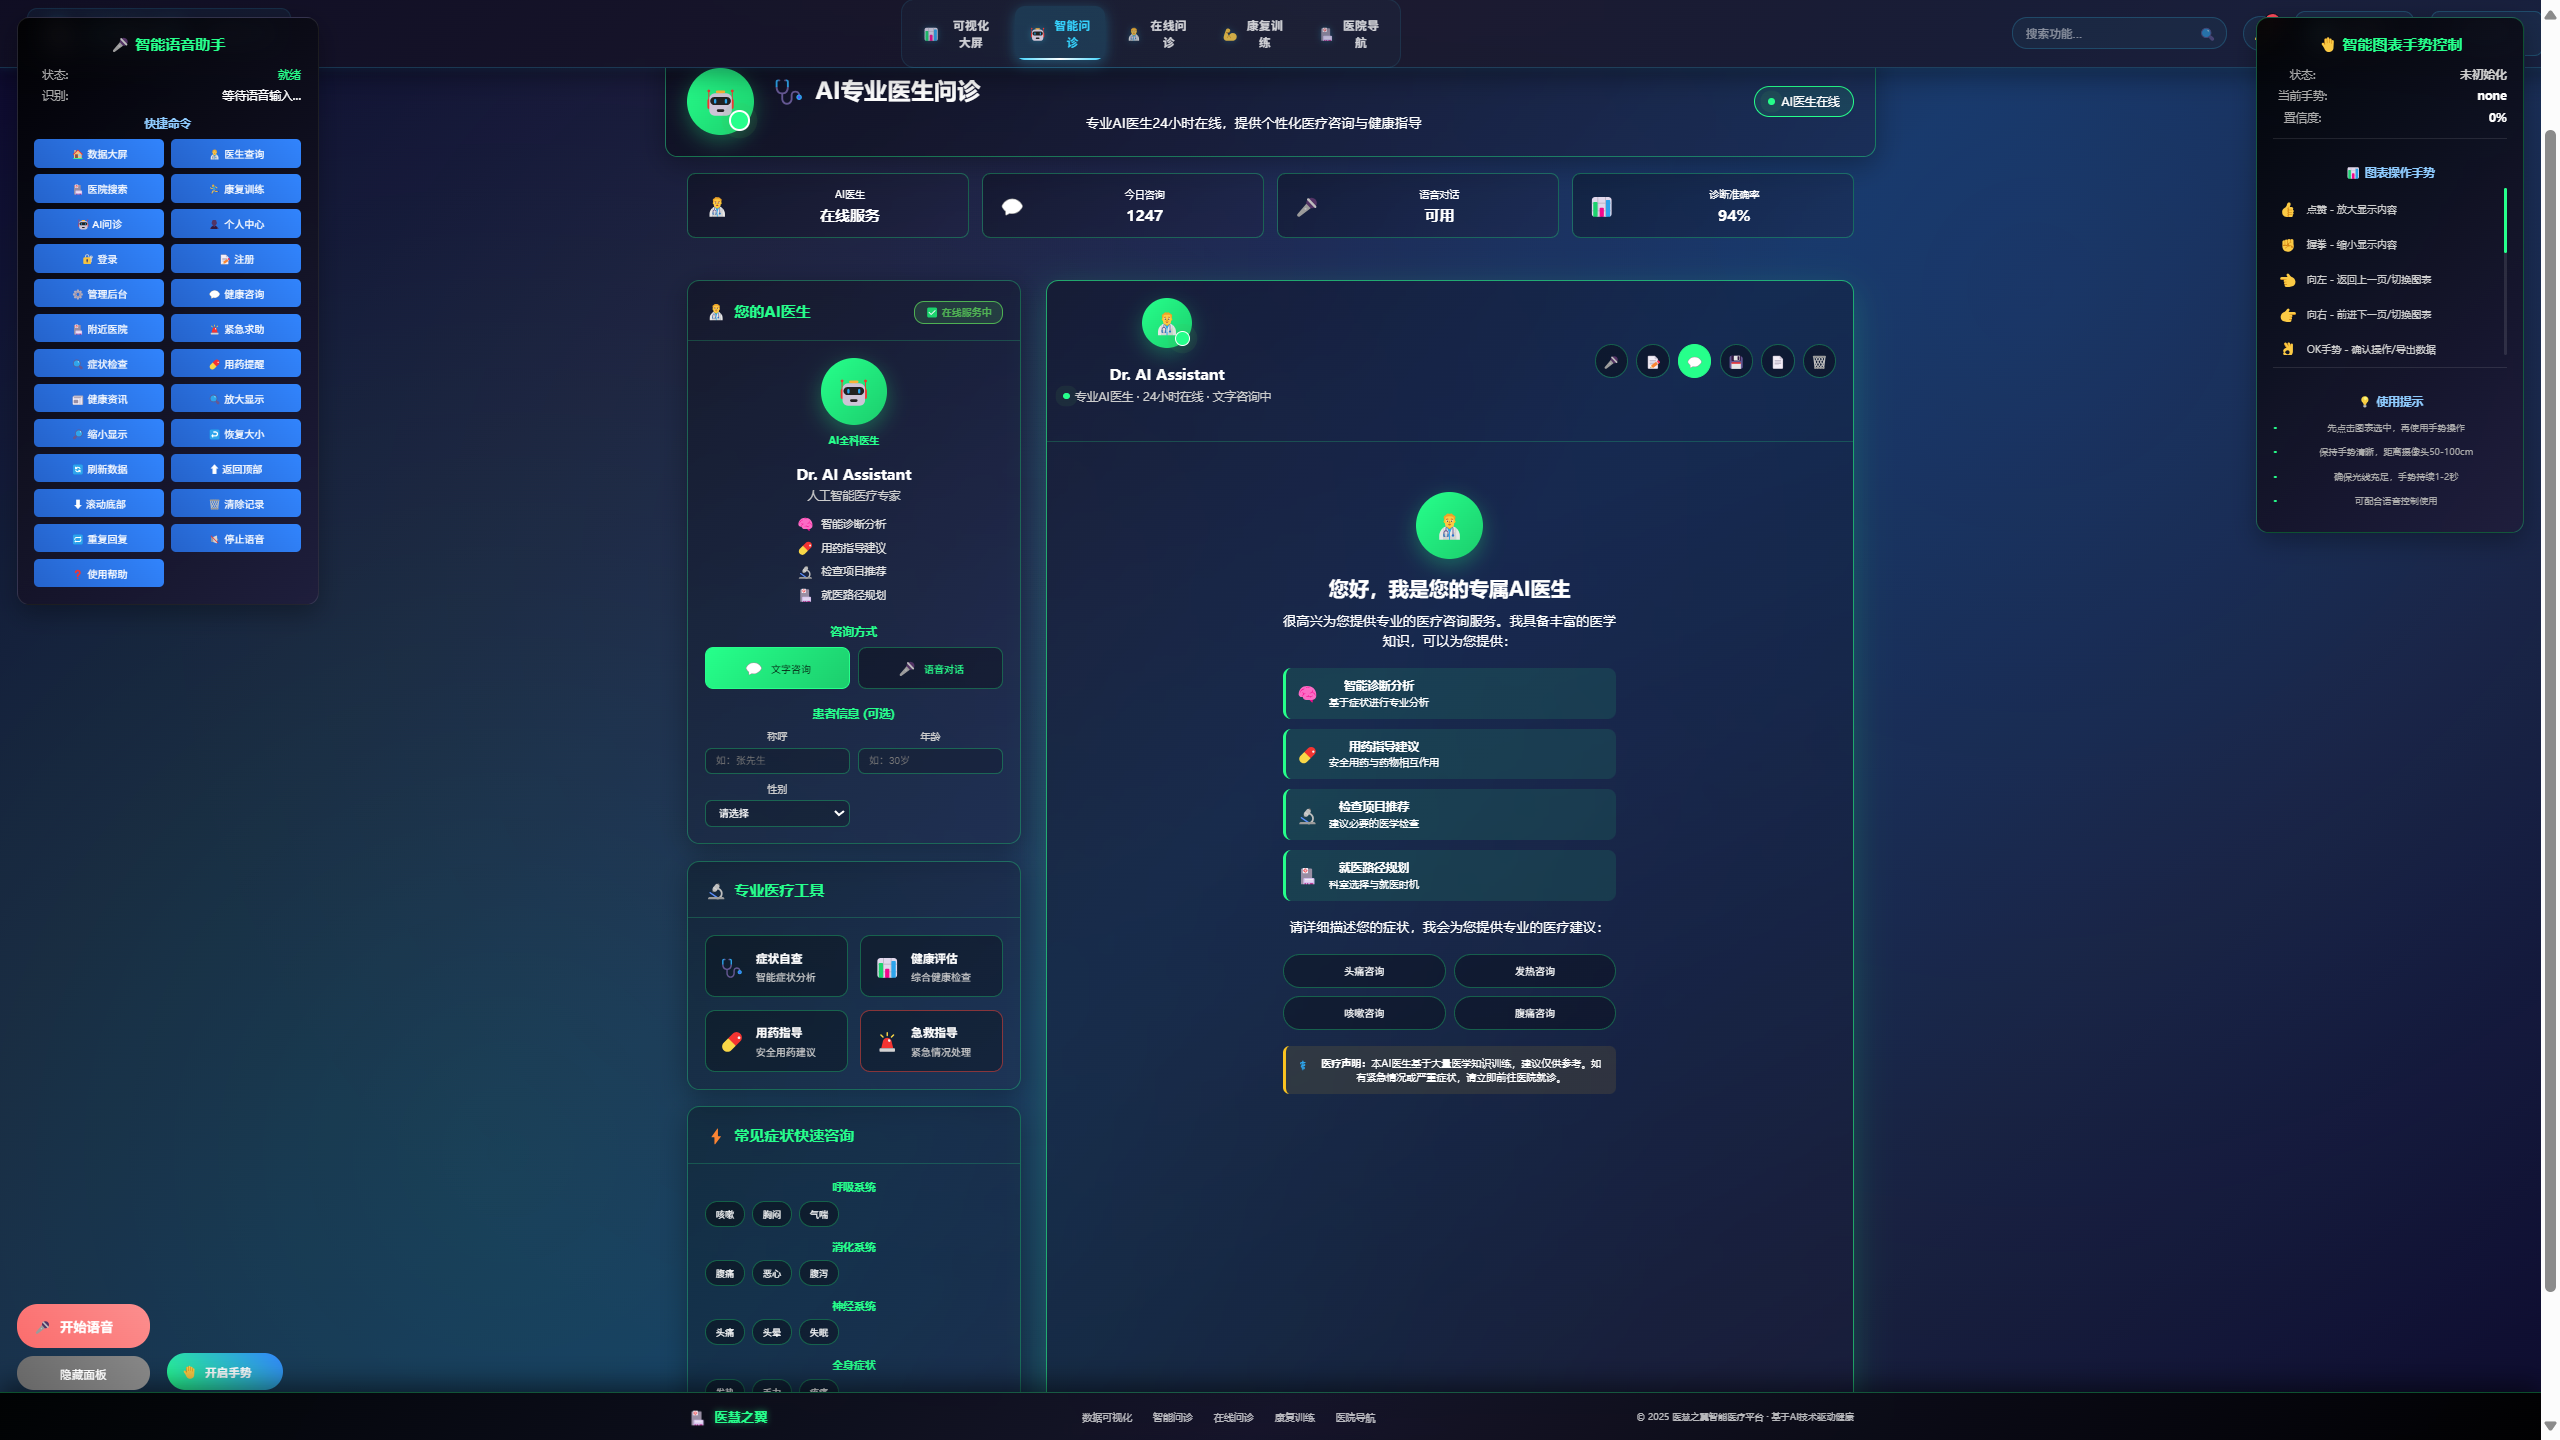 可视化大屏
智能问诊
在线问诊
康复训练
医院导航
搜索功能...
智能语音助手
状态: 就绪
识别: 等待语音输入...
快捷命令
数据大屏
医生查询
医院搜索
康复训练
AI问诊
个人中心
登录
注册
管理后台
健康咨询
附近医院
紧急求助
症状检查
用药提醒
健康资讯
放大显示
缩小显示
恢复大小
刷新数据
返回顶部
滚动底部
清除记录
重复回复
停止语音
使用帮助
开始语音
隐藏面板
开启手势
AI专业医生问诊
专业AI医生24小时在线，提供个性化医疗咨询与健康指导
AI医生在线
AI医生
在线服务
今日咨询
1247
语音对话
可用
诊断准确率
94%
您的AI医生
在线服务中
AI全科医生
Dr. AI Assistant
人工智能医疗专家
智能诊断分析
用药指导建议
检查项目推荐
就医路径规划
咨询方式
文字咨询
语音对话
患者信息 (可选)
称呼
年龄
如：张先生
如：30岁
性别
请选择
专业医疗工具
症状自查
智能症状分析
健康评估
综合健康检查
用药指导
安全用药建议
急救指导
紧急情况处理
常见症状快速咨询
呼吸系统
咳嗽
胸闷
气喘
消化系统
腹痛
恶心
腹泻
神经系统
头痛
头晕
失眠
全身症状
Dr. AI Assistant
专业AI医生 · 24小时在线 · 文字咨询中
您好，我是您的专属AI医生
很高兴为您提供专业的医疗咨询服务。我具备丰富的医学
知识，可以为您提供：
智能诊断分析
基于症状进行专业分析
用药指导建议
安全用药与药物相互作用
检查项目推荐
建议必要的医学检查
就医路径规划
科室选择与就医时机
请详细描述您的症状，我会为您提供专业的医疗建议：
头痛咨询
发热咨询
咳嗽咨询
腹痛咨询
医疗声明：本AI医生基于大量医学知识训练，建议仅供参考。如
有紧急情况或严重症状，请立即前往医院就诊。
智能图表手势控制
状态: 未初始化
当前手势: none
置信度: 0%
图表操作手势
点赞 - 放大显示内容
握拳 - 缩小显示内容
向左 - 返回上一页/切换图表
向右 - 前进下一页/切换图表
OK手势 - 确认操作/导出数据
使用提示
先点击图表选中，再使用手势操作
保持手势清晰，距离摄像头50-100cm
确保光线充足，手势持续1-2秒
可配合语音控制使用
医慧之翼
数据可视化
智能问诊
在线问诊
康复训练
医院导航
© 2025 医慧之翼智能医疗平台 · 基于AI技术驱动健康